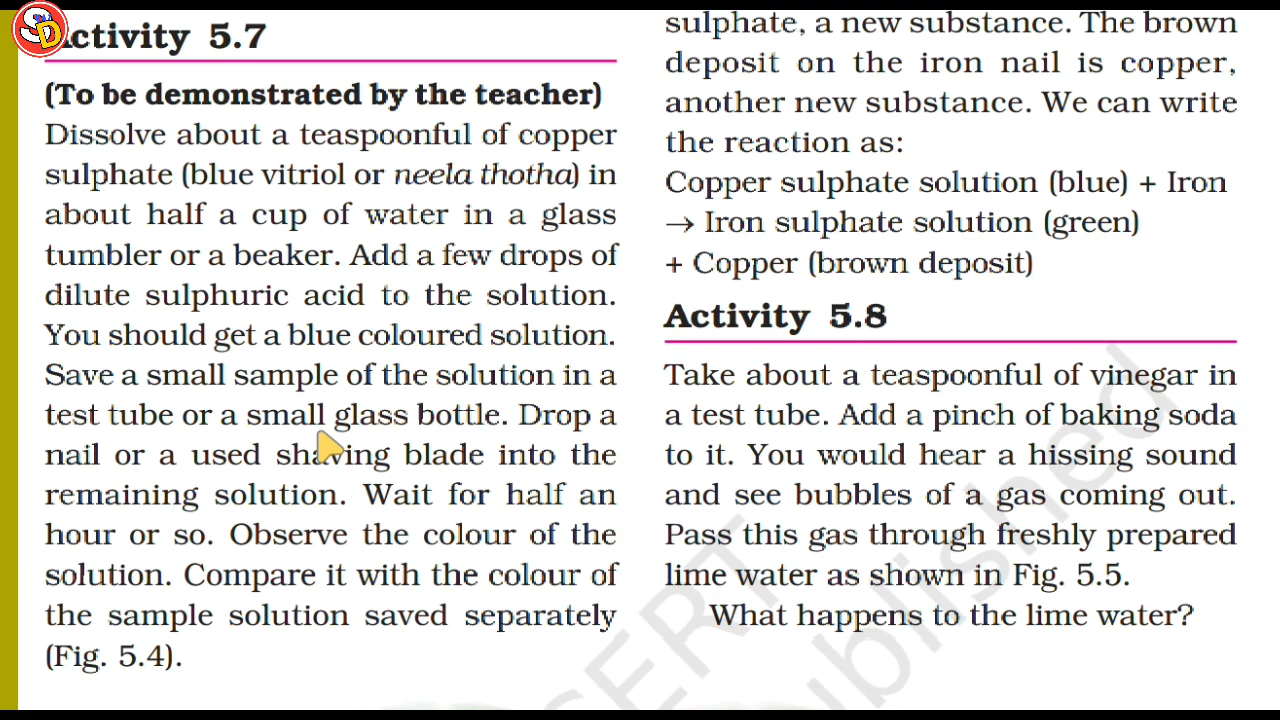 SD
Activity 5.7
(To be demonstrated by the teacher)
Dissolve about a teaspoonful of copper
sulphate (blue vitriol or neela thotha) in
about half a cup of water in a glass
tumbler or a beaker. Add a few drops of
dilute sulphuric acid to the solution.
You should get a blue coloured solution.
Save a small sample of the solution in a
test tube or a small glass bottle. Drop a
nail or a used shaving blade into the
remaining solution. Wait for half an
hour or so. Observe the colour of the
solution. Compare it with the colour of
the sample solution saved separately
(Fig. 5.4).
sulphate, a new substance. The brown
deposit on the iron nail is copper,
another new substance. We can write
the reaction as:
Copper sulphate solution (blue) + Iron
→ Iron sulphate solution (green)
+ Copper (brown deposit)
Activity 5.8
Take about a teaspoonful of vinegar in
a test tube. Add a pinch of baking soda
to it. You would hear a hissing sound
and see bubbles of a gas coming out.
Pass this gas through freshly prepared
lime water as shown in Fig. 5.5.
What happens to the lime water?